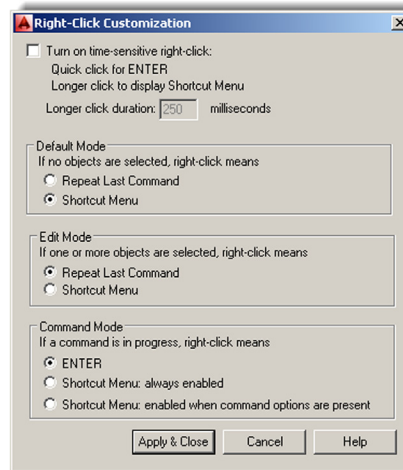 Right-Click Customization
Turn on time-sensitive right-click:
Quick click for ENTER
Longer click to display Shortcut Menu
Longer click duration: 250 milliseconds
Default Mode
If no objects are selected, right-click means
Repeat Last Command
Shortcut Menu
Edit Mode
If one or more objects are selected, right-click means
Repeat Last Command
Shortcut Menu
Command Mode
If a command is in progress, right-click means
ENTER
Shortcut Menu: always enabled
Shortcut Menu: enabled when command options are present
Apply & Close Cancel Help